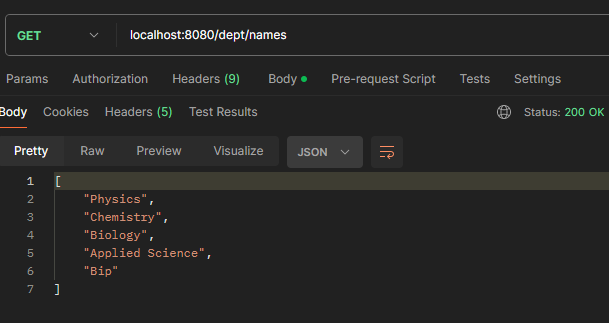 GET localhost:8080/dept/names
Params Authorization Headers (9) Body Pre-request Script Tests Settings
Body Cookies Headers (5) Test Results Status: 200 OK
Pretty Raw Preview Visualize JSON
1 [
2 "Physics",
3 "Chemistry",
4 "Biology",
5 "Applied Science",
6 "Bip"
7 ]